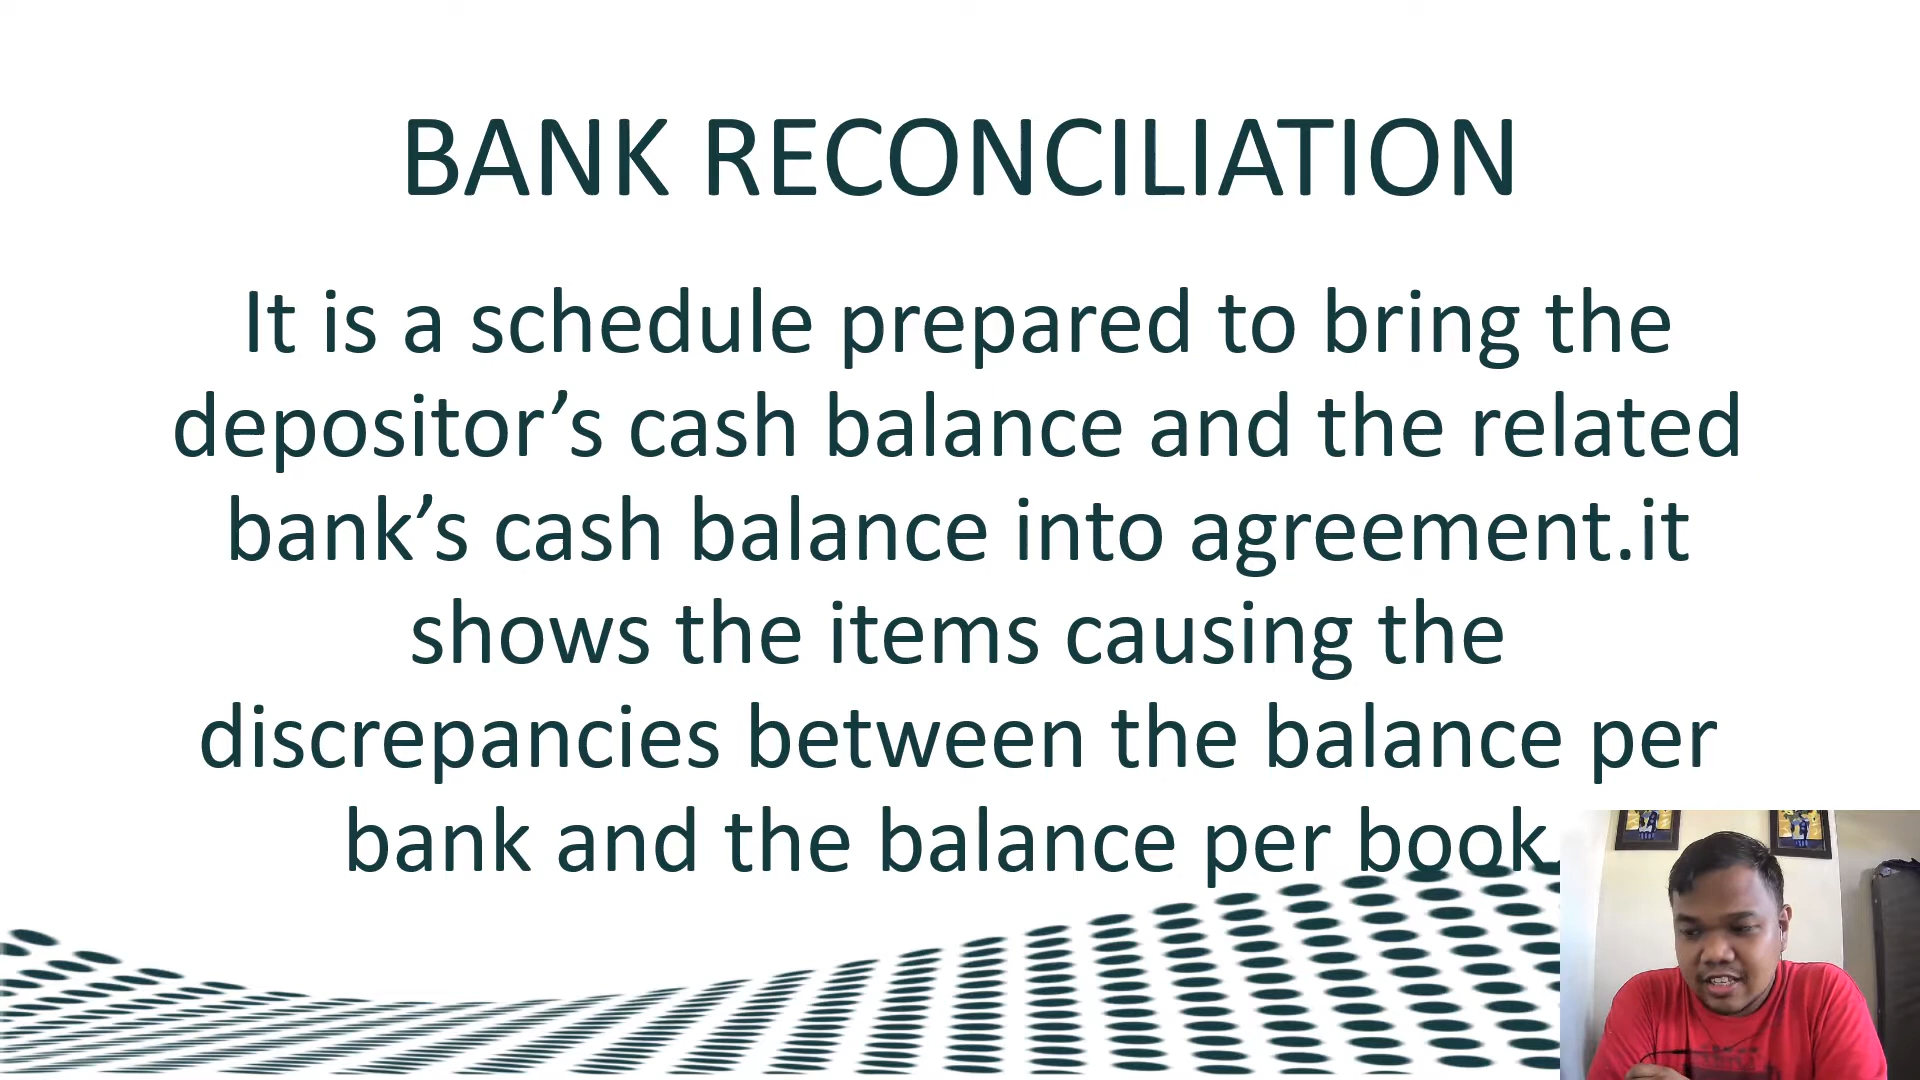 BANK RECONCILIATION
It is a schedule prepared to bring the
depositor’s cash balance and the related
bank’s cash balance into agreement.it
shows the items causing the
discrepancies between the balance per
bank and the balance per book.